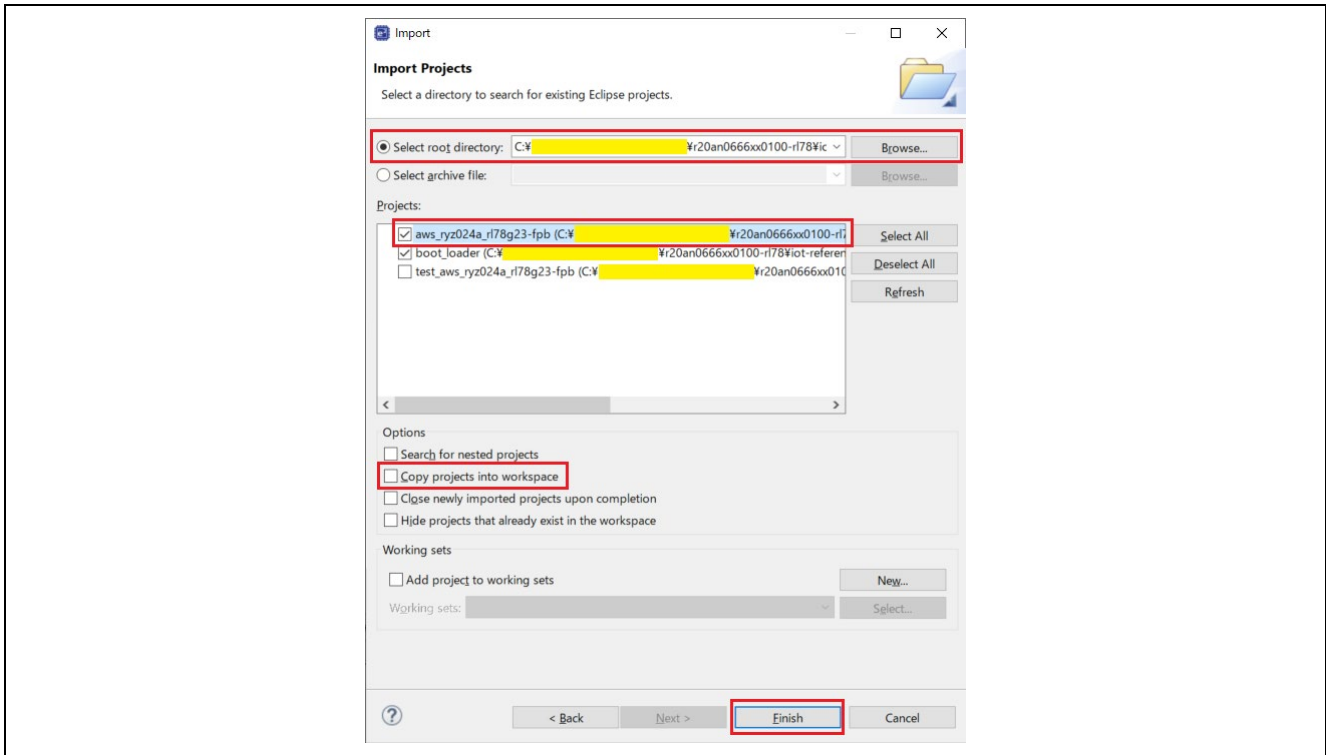 Import
Import Projects
Select a directory to search for existing Eclipse projects.
Select root directory: C:¥ ¥r20an0666xx0100-rl78¥ic Browse...
Select archive file: Browse...
Projects:
aws_ryz024a_rl78g23-fpb (C:¥ ¥r20an0666xx0100-rl7 Select All
boot_loader (C:¥ ¥r20an0666xx0100-rl78¥iot-referen
Deselect All
test_aws_ryz024a_rl78g23-fpb (C:¥ ¥r20an0666xx010
Refresh
Options
Search for nested projects
Copy projects into workspace
Close newly imported projects upon completion
Hide projects that already exist in the workspace
Working sets
Add project to working sets New...
Working sets: Select...
< Back Next > Finish Cancel